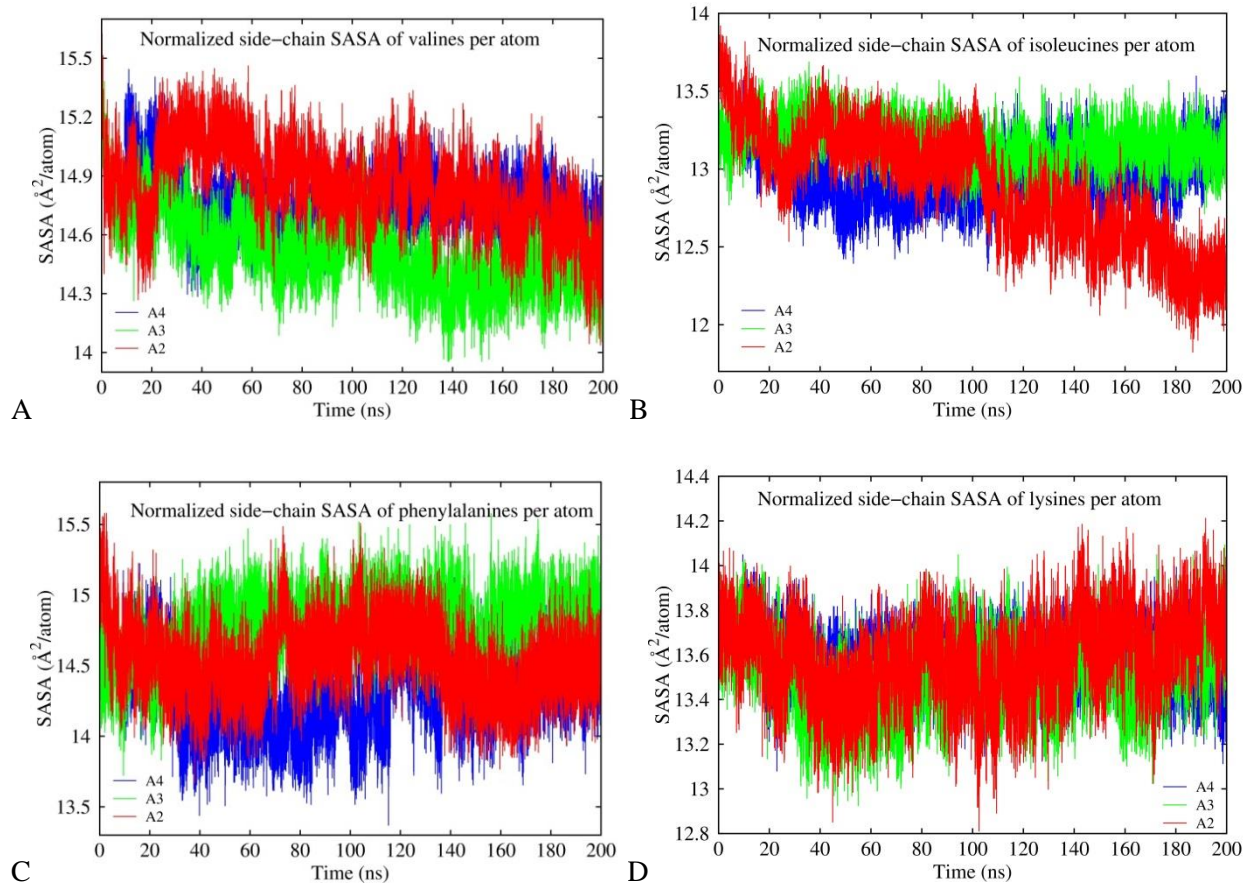 Normalized side−chain SASA of valines per atom
SASA (Å²/atom)
15.5
15.2
14.9
14.6
14.3
14
A4
A3
A2
0 20 40 60 80 100 120 140 160 180 200
Time (ns)
A
Normalized side−chain SASA of isoleucines per atom
SASA (Å²/atom)
14
13.5
13
12.5
12
A4
A3
A2
0 20 40 60 80 100 120 140 160 180 200
Time (ns)
B
Normalized side−chain SASA of phenylalanines per atom
SASA (Å²/atom)
15.5
15
14.5
14
13.5
A4
A3
A2
0 20 40 60 80 100 120 140 160 180 200
Time (ns)
C
Normalized side−chain SASA of lysines per atom
SASA (Å²/atom)
14.4
14.2
14
13.8
13.6
13.4
13.2
13
12.8
A4
A3
A2
0 20 40 60 80 100 120 140 160 180 200
Time (ns)
D